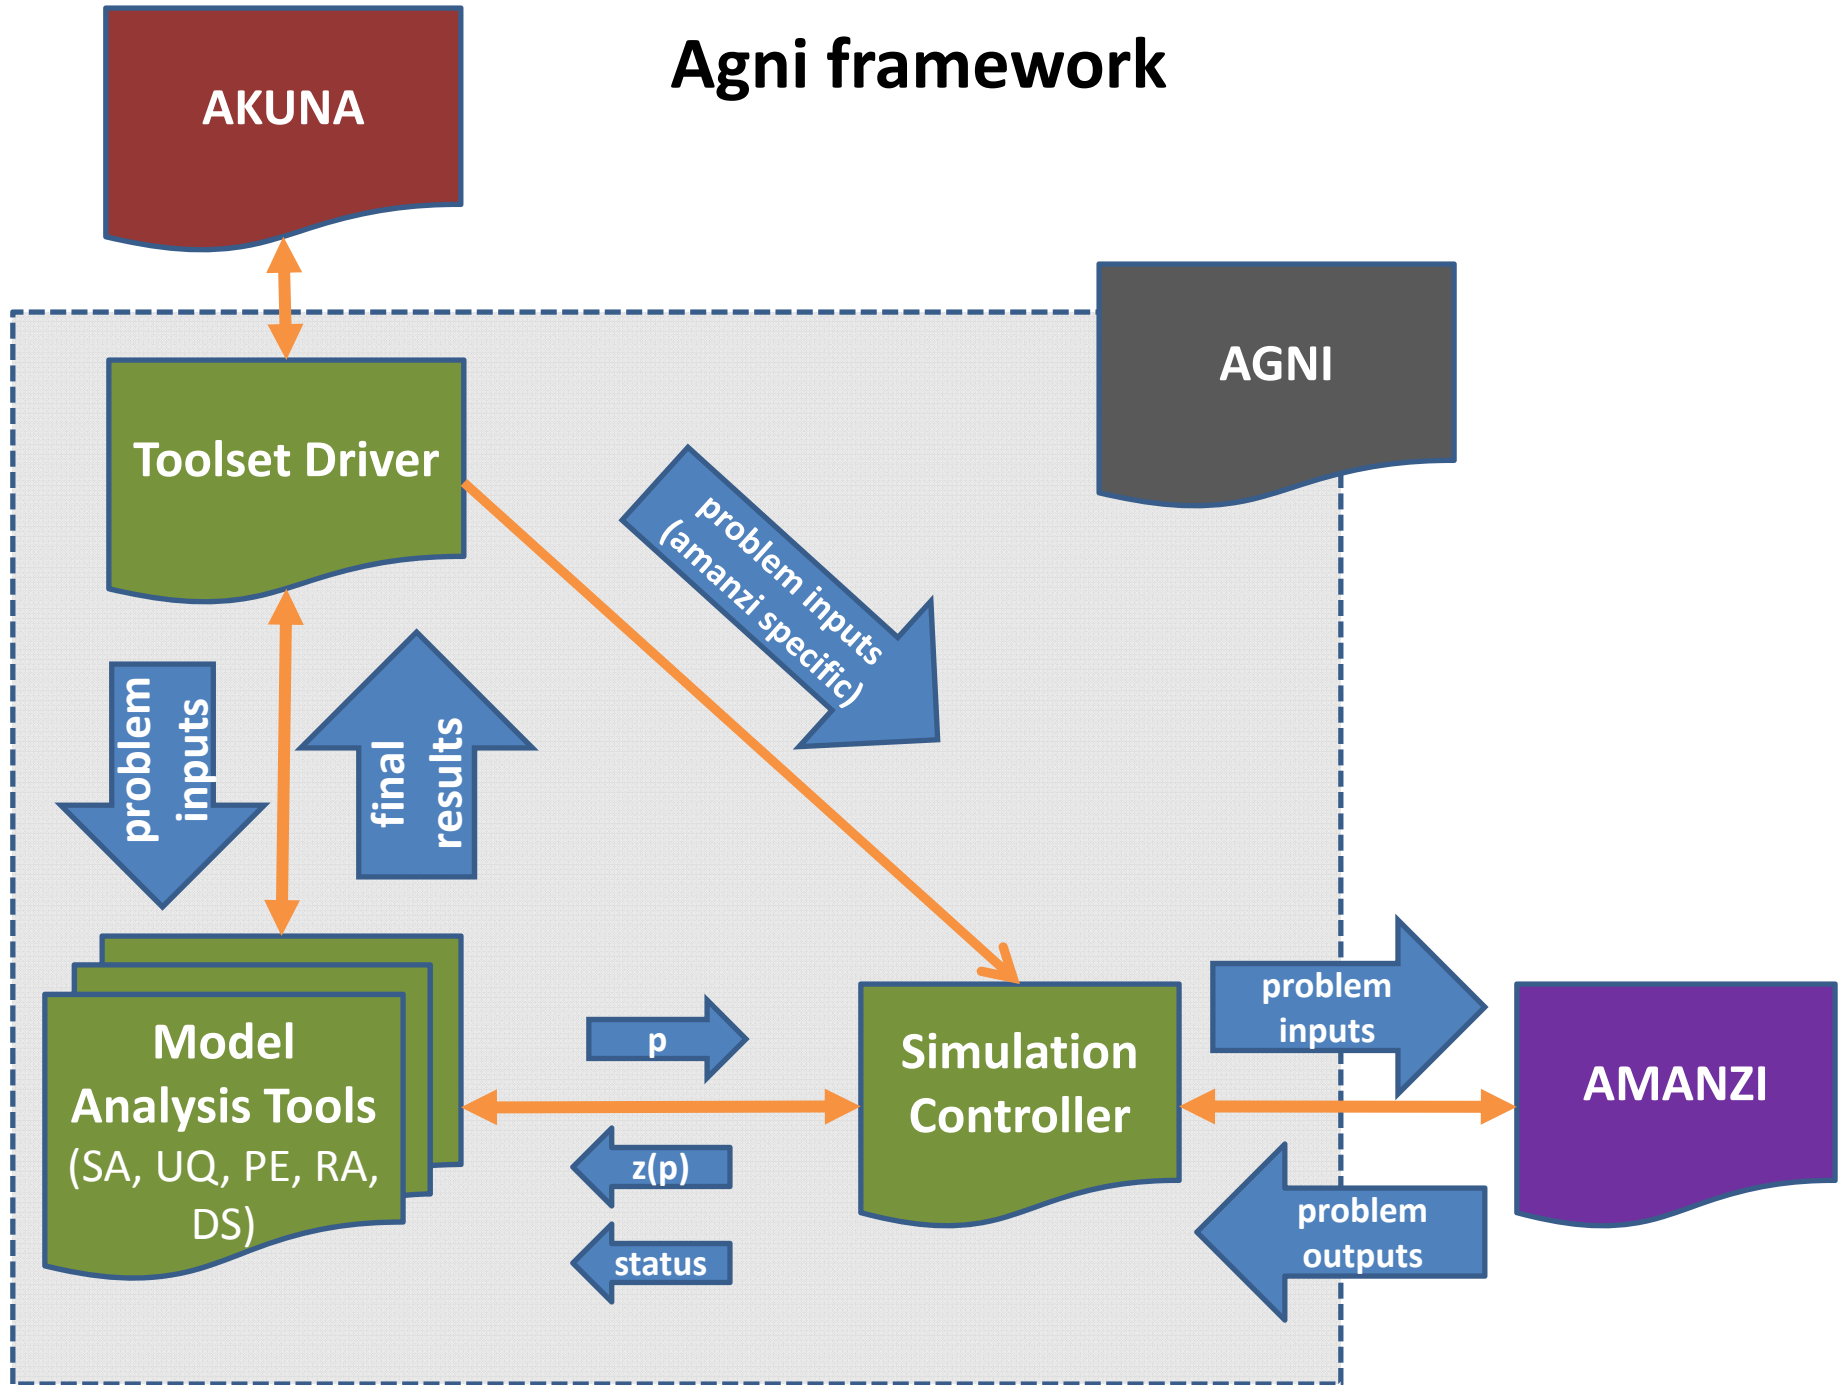 Agni framework
AKUNA
AGNI
Toolset Driver
problem inputs
(amanzi specific)
problem
inputs
final
results
Model
Analysis Tools
(SA, UQ, PE, RA,
DS)
p
z(p)
status
Simulation
Controller
problem
inputs
AMANZI
problem
outputs